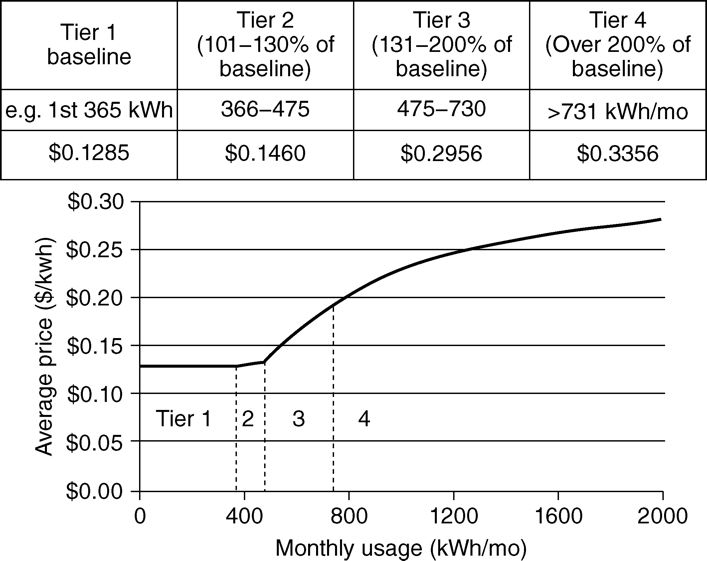 Tier 1
baseline
Tier 2
(101–130% of
baseline)
Tier 3
(131–200% of
baseline)
Tier 4
(Over 200% of
baseline)
e.g. 1st 365 kWh
366–475
475–730
>731 kWh/mo
$0.1285
$0.1460
$0.2956
$0.3356
Average price ($/kwh)
$0.30
$0.25
$0.20
$0.15
$0.10
$0.05
$0.00
Tier 1
2
3
4
0
400
800
1200
1600
2000
Monthly usage (kWh/mo)